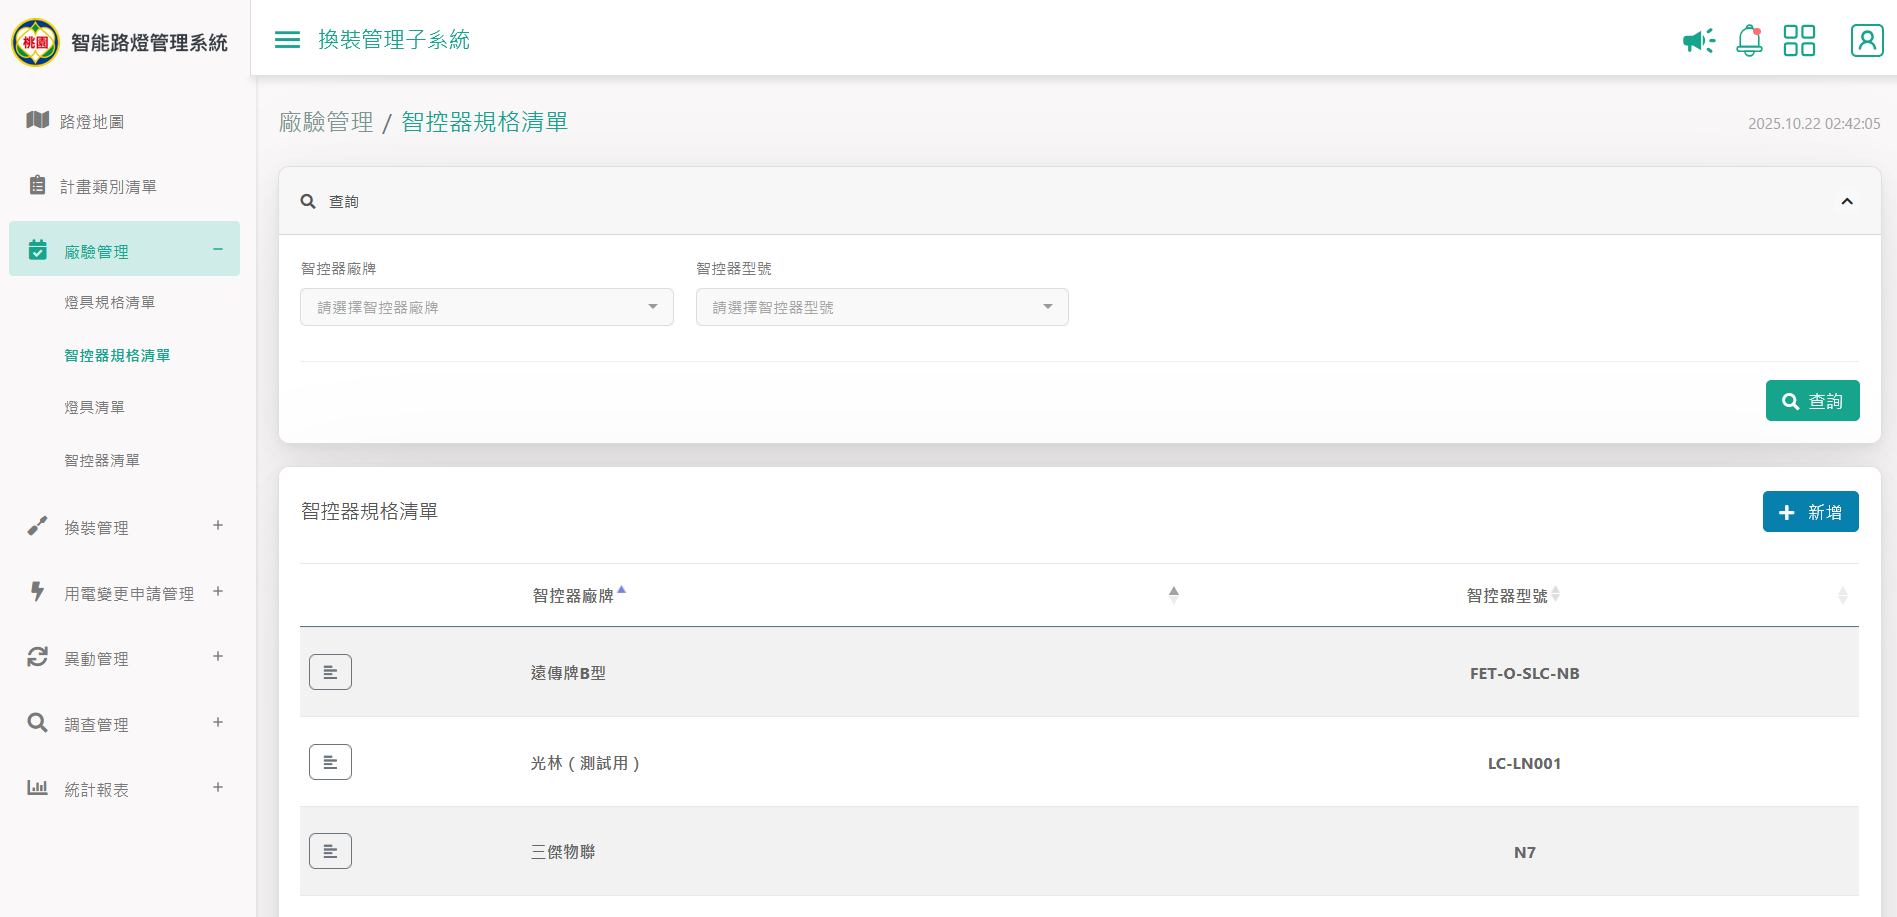 桃園
智能路燈管理系統
換裝管理子系統
路燈地圖
計畫類別清單
廠驗管理
燈具規格清單
智控器規格清單
燈具清單
智控器清單
換裝管理
用電變更申請管理
異動管理
調查管理
統計報表
廠驗管理 / 智控器規格清單
2025.10.22 02:42:05
查詢
智控器廠牌
請選擇智控器廠牌
智控器型號
請選擇智控器型號
查詢
智控器規格清單
新增
智控器廠牌 智控器型號
遠傳牌B型 FET-O-SLC-NB
光林 ( 測試用 ) LC-LN001
三傑物聯 N7